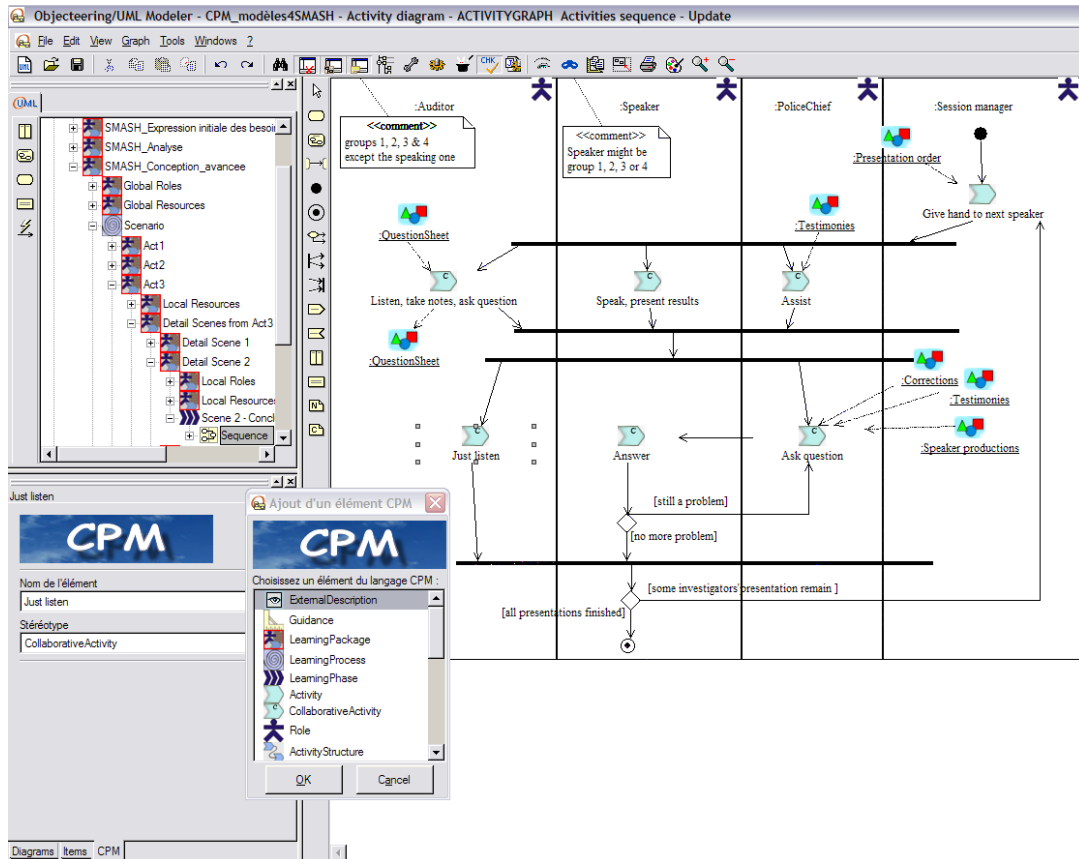 Objecteering/UML Modeler - CPM_modèles4SMASH - Activity diagram - ACTIVITYGRAPH Activities sequence - Update
File Edit View Graph Tools Windows ?
UML
SMASH_Expression initiale des besoi
SMASH_Analyse
SMASH_Conception_avancee
Global Roles
Global Resources
Scenario
Act1
Act2
Act3
Local Resources
Detail Scenes from Act3
Detail Scene 1
Detail Scene 2
Local Roles
Local Resources
Scene 2 - Concl
Sequence
:Auditor
:Speaker
:PoliceChief
:Session manager
<<comment>>
groups 1, 2, 3 & 4
except the speaking one
<<comment>>
Speaker might be
group 1, 2, 3 or 4
:Presentation order
Give hand to next speaker
:QuestionSheet
:Testimonies
Listen, take notes, ask question
Speak, present results
Assist
:QuestionSheet
:Corrections
:Testimonies
:Speaker productions
Just listen
Answer
Ask question
[still a problem]
[no more problem]
[some investigators'presentation remain ]
[all presentations finished]
Just listen
CPM
Nom de l'élément
Just listen
Stéréotype
CollaborativeActivity
Ajout d'un élément CPM
CPM
Choisissez un élément du langage CPM :
ExternalDescription
Guidance
LearningPackage
LearningProcess
LearningPhase
Activity
CollaborativeActivity
Role
ActivityStructure
OK Cancel
Diagrams Items CPM